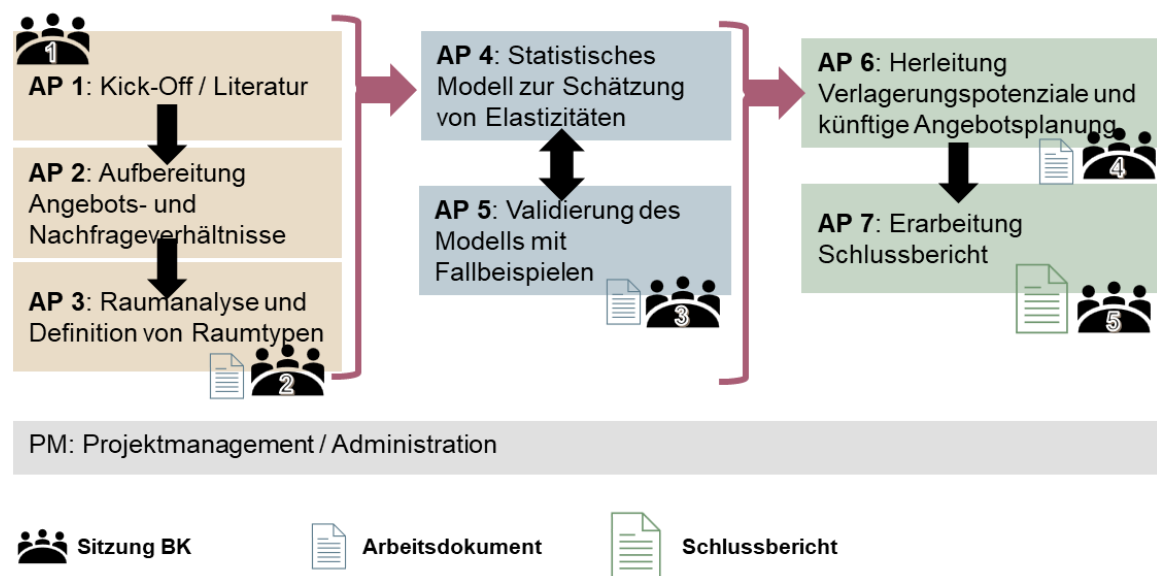 1
AP 1: Kick-Off / Literatur
AP 2: Aufbereitung
Angebots- und
Nachfrageverhältnisse
AP 3: Raumanalyse und
Definition von Raumtypen
2
AP 4: Statistisches
Modell zur Schätzung
von Elastizitäten
AP 5: Validierung des
Modells mit
Fallbeispielen
3
AP 6: Herleitung
Verlagerungspotenziale und
künftige Angebotsplanung
4
AP 7: Erarbeitung
Schlussbericht
5
PM: Projektmanagement / Administration
Sitzung BK
Arbeitsdokument
Schlussbericht